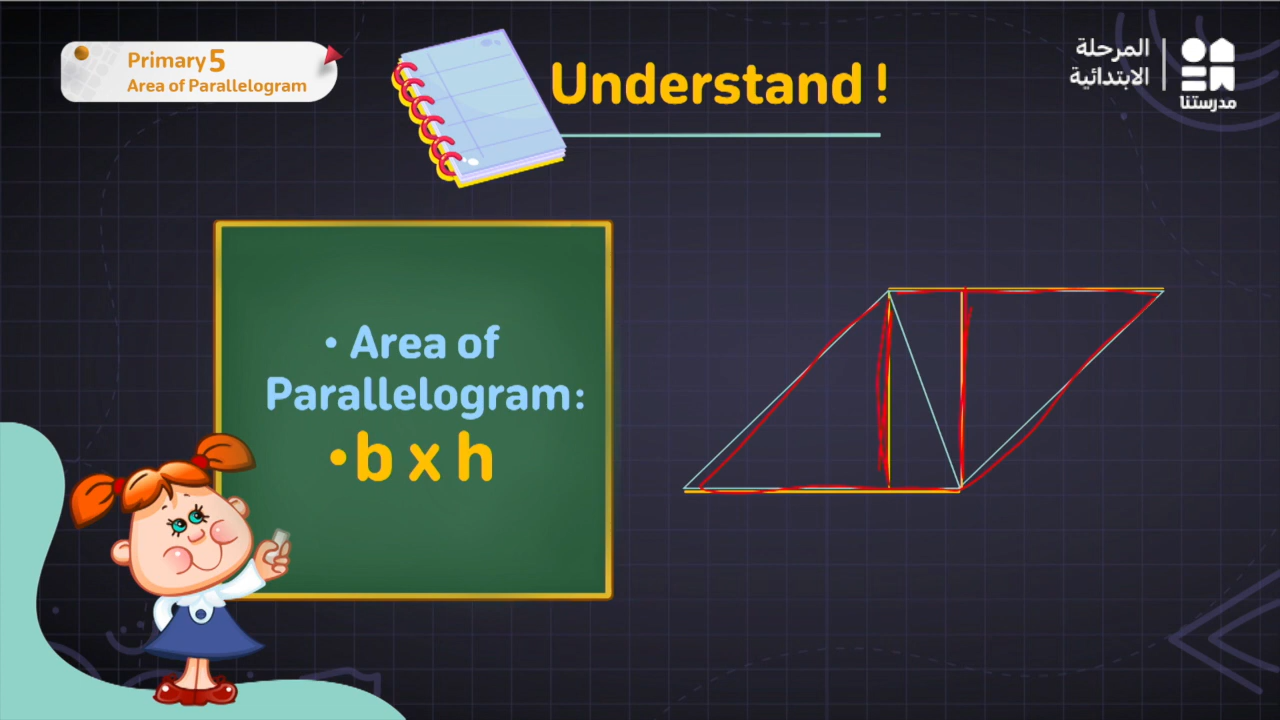 Primary 5
Area of Parallelogram
Understand !
المرحلة
الابتدائية
مدرستنا
• Area of
Parallelogram:
• b x h